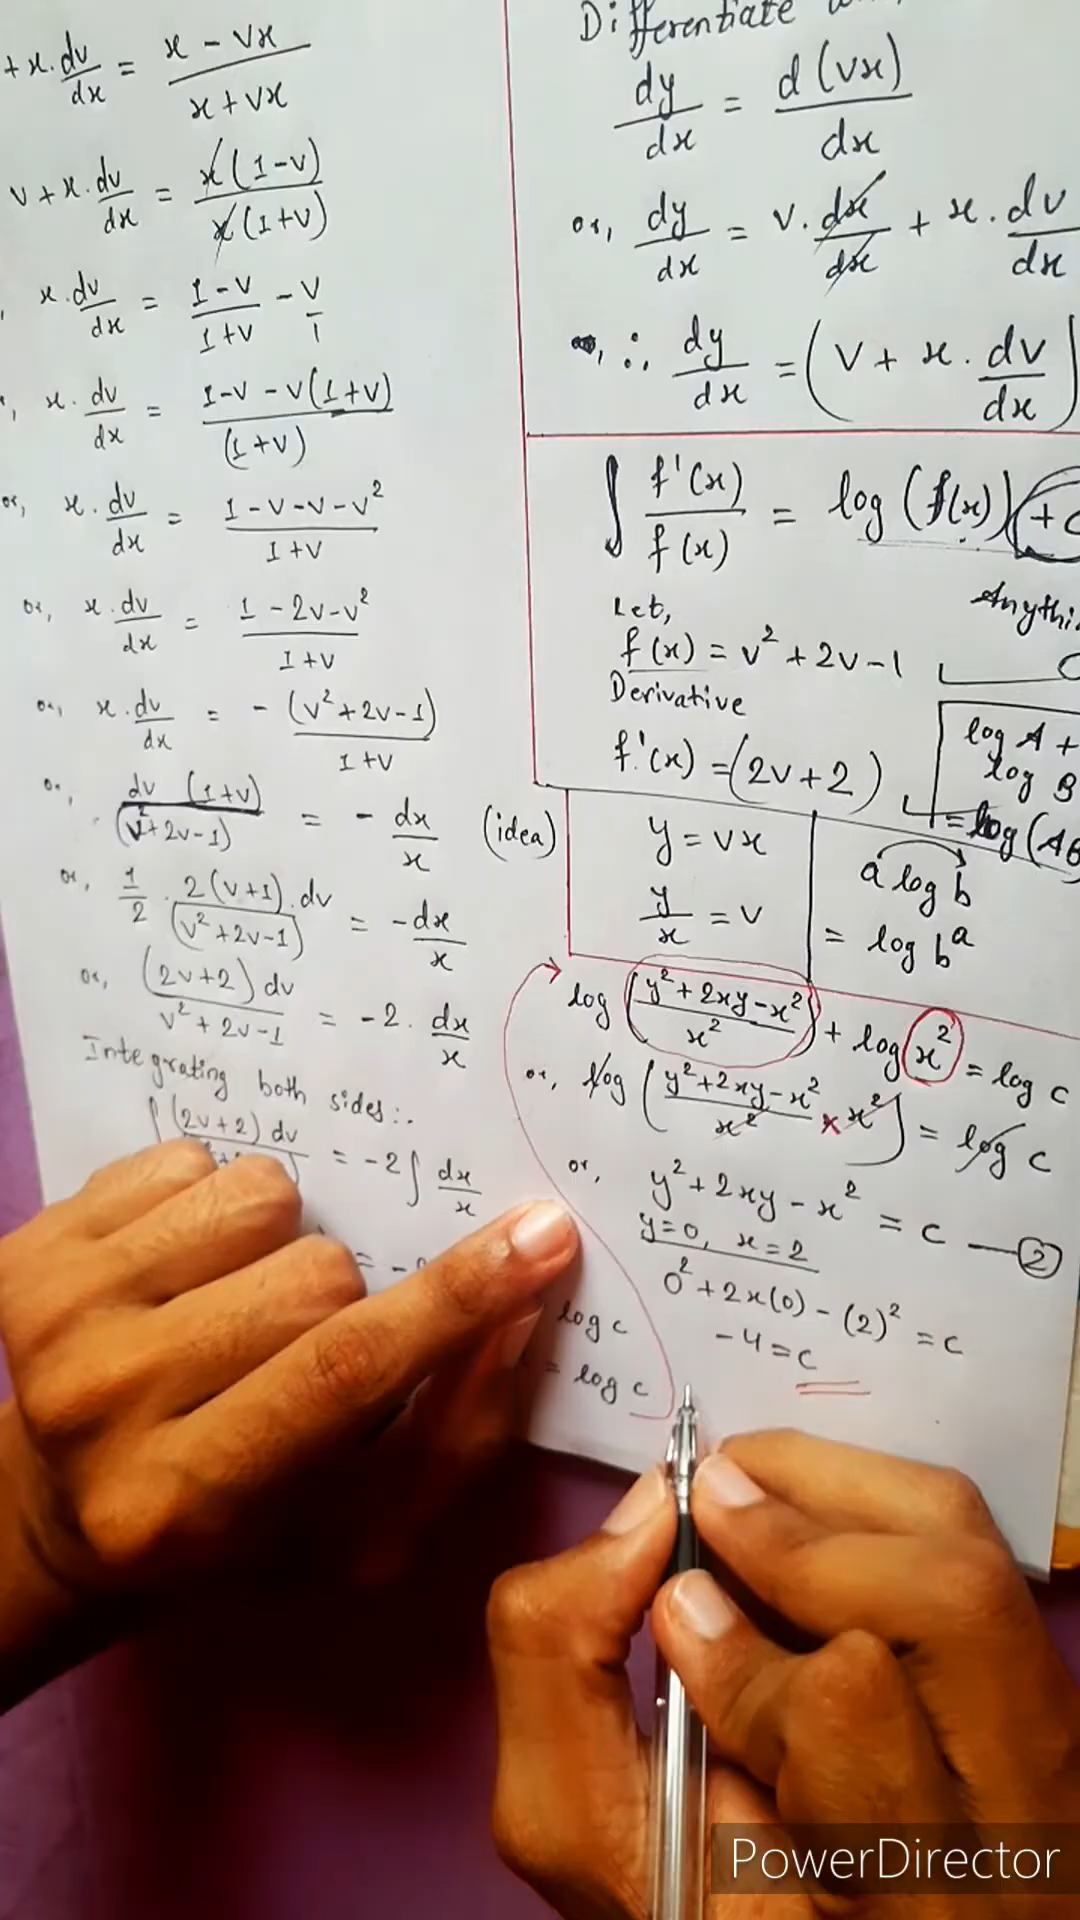 + x. dv/dx = x - vx / x + vx
v + x. dv/dx = x(1-v) / x(1+v)
x. dv/dx = 1-v / 1+v - v/1
x. dv/dx = 1-v - v(1+v) / (1+v)
or, x. dv/dx = 1-v-v-v² / 1+v
or, x. dv/dx = 1-2v-v² / 1+v
or, x. dv/dx = - (v²+2v-1) / 1+v
or, dv (1+v) / (v²+2v-1) = - dx/x (idea)
or, 1/2 . 2(v+1).dv / (v²+2v-1) = -dx/x
or, (2v+2) dv / v²+2v-1 = -2. dx/x
Integrating both sides:.
∫ (2v+2) dv = -2 ∫ dx/x
= -
log c
= log c
Differentiate
dy/dx = d(vx)/dx
or, dy/dx = v. dx/dx + x. dv/dx
∴ dy/dx = (v + x. dv/dx)
∫ f'(x)/f(x) = log (f(x)) + c
Let,
f(x) = v² + 2v - 1
Derivative
f'(x) = (2v+2)
log A +
log B
= log (AB
y = vx
y/x = v
a log b
= log bᵃ
log (y²+2xy-x² / x²) + log x² = log c
or, log (y²+2xy-x² / x² × x²) = log c
or, y²+2xy-x² = c — ②
y=0, x=2
0²+2x(0)-(2)² = c
-4=c
PowerDirector